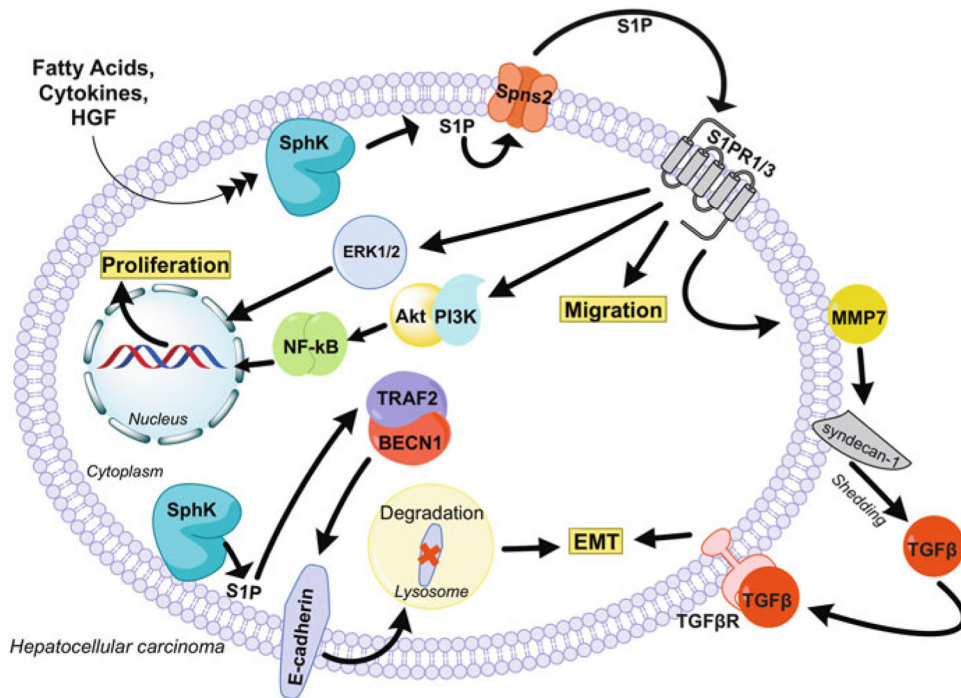 S1P
Fatty Acids,
Cytokines,
HGF
Spns2
SphK
S1P
S1PR1/3
ERK1/2
Proliferation
Akt
PI3K
Migration
MMP7
NF-kB
TRAF2
BECN1
Nucleus
syndecan-1
Cytoplasm
Shedding
SphK
Degradation
EMT
TGFβ
Lysosome
S1P
TGFβ
TGFβR
E-cadherin
Hepatocellular carcinoma